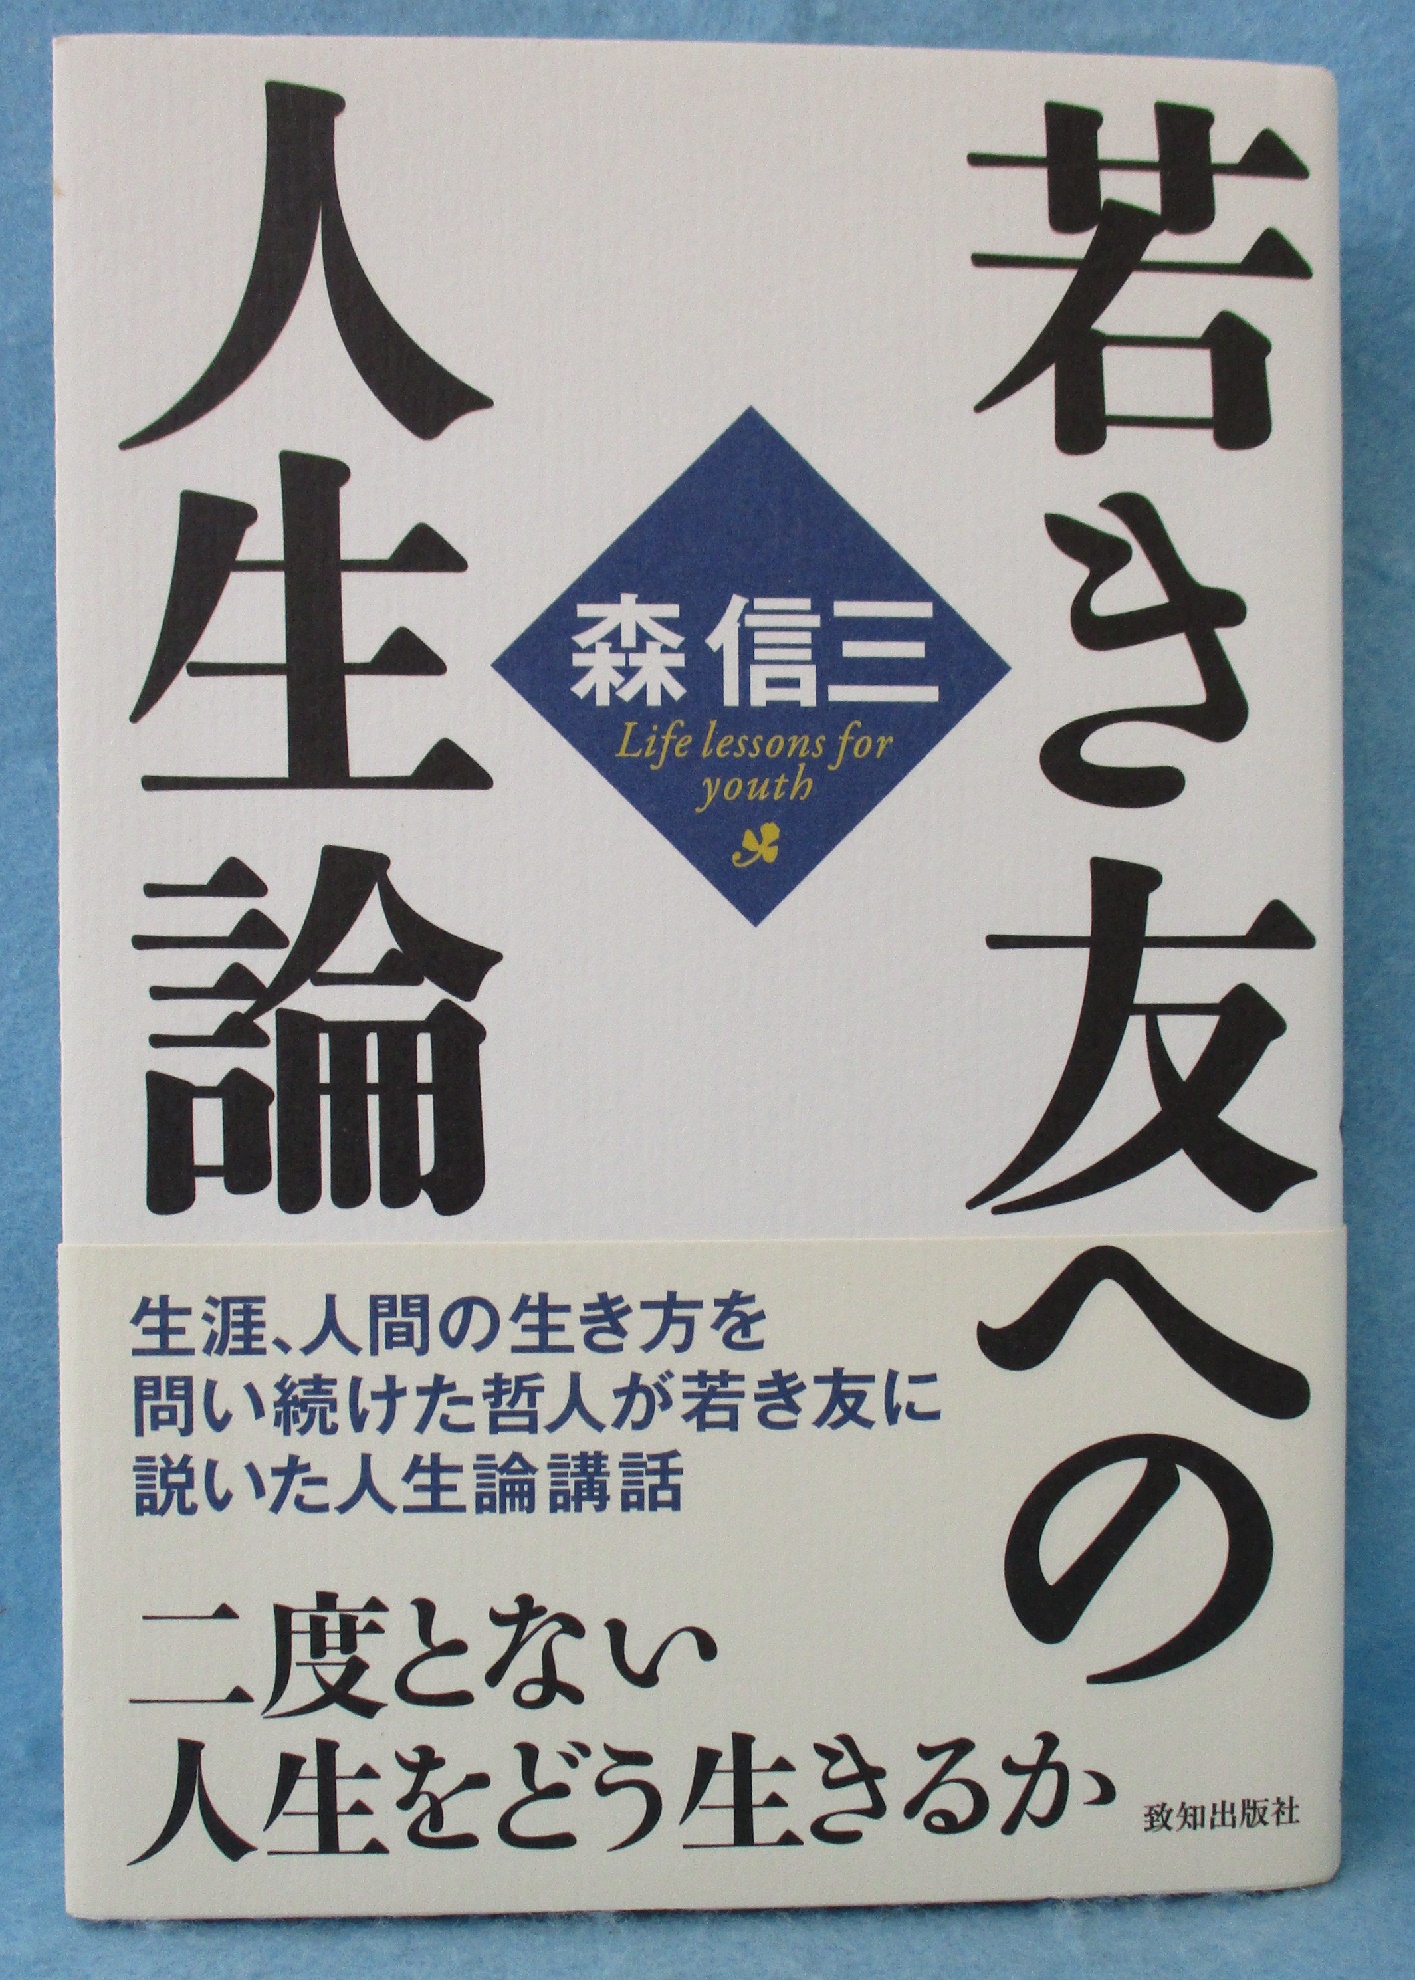 若き友への
人生論
森信三
Life lessons for
youth
生涯、人間の生き方を
問い続けた哲人が若き友に
説いた人生論講話
二度とない
人生をどう生きるか
致知出版社